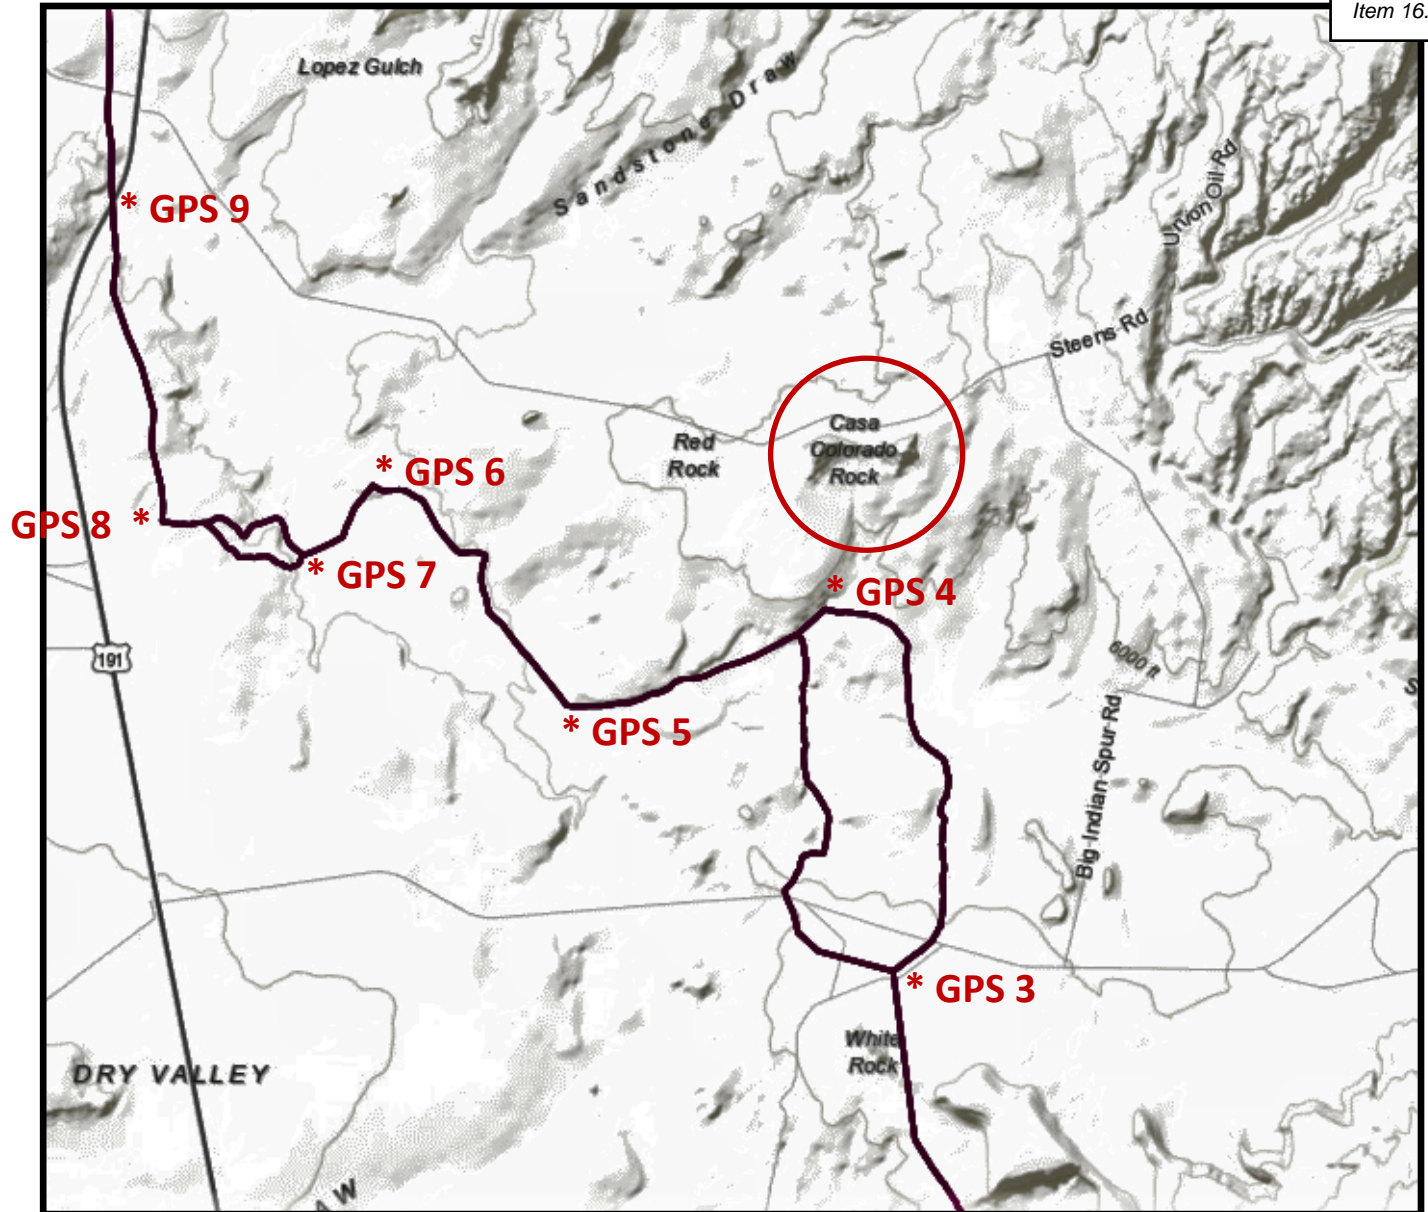 Item 16.
Lopez Gulch
Sandstone Draw
Urvon Oil Rd
* GPS 9
Steens Rd
Casa
Colorado
Rock
Red
Rock
* GPS 6
GPS 8 *
* GPS 7
* GPS 4
191
6000 ft
* GPS 5
Big Indian Spur Rd
* GPS 3
White
Rock
DRY VALLEY
A W
S